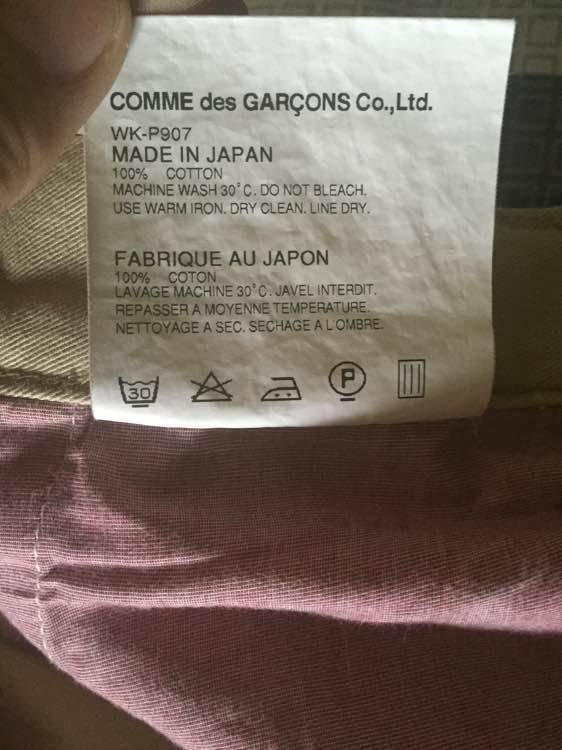 COMME des GARÇONS Co.,Ltd.
WK-P907
MADE IN JAPAN
100% COTTON
MACHINE WASH 30°C. DO NOT BLEACH.
USE WARM IRON. DRY CLEAN. LINE DRY.
FABRIQUE AU JAPON
100% COTON
LAVAGE MACHINE 30°C. JAVEL INTERDIT.
REPASSER A MOYENNE TEMPERATURE.
NETTOYAGE A SEC. SECHAGE A L'OMBRE.
30 P